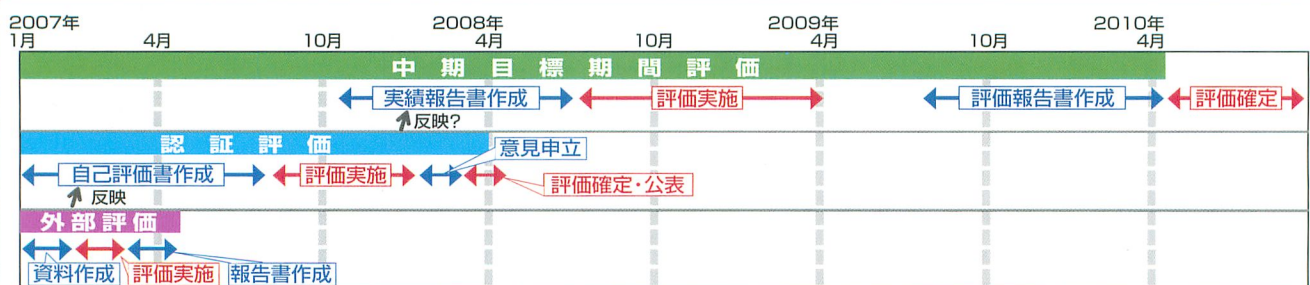 2007年 2008年 2009年 2010年
1月 4月 10月 4月 10月 4月 10月 4月
中期目標期間評価
実績報告書作成 評価実施 評価報告書作成 評価確定
反映?
認証評価
意見申立
自己評価書作成 評価実施
評価確定・公表
反映
外部評価
資料作成 評価実施 報告書作成